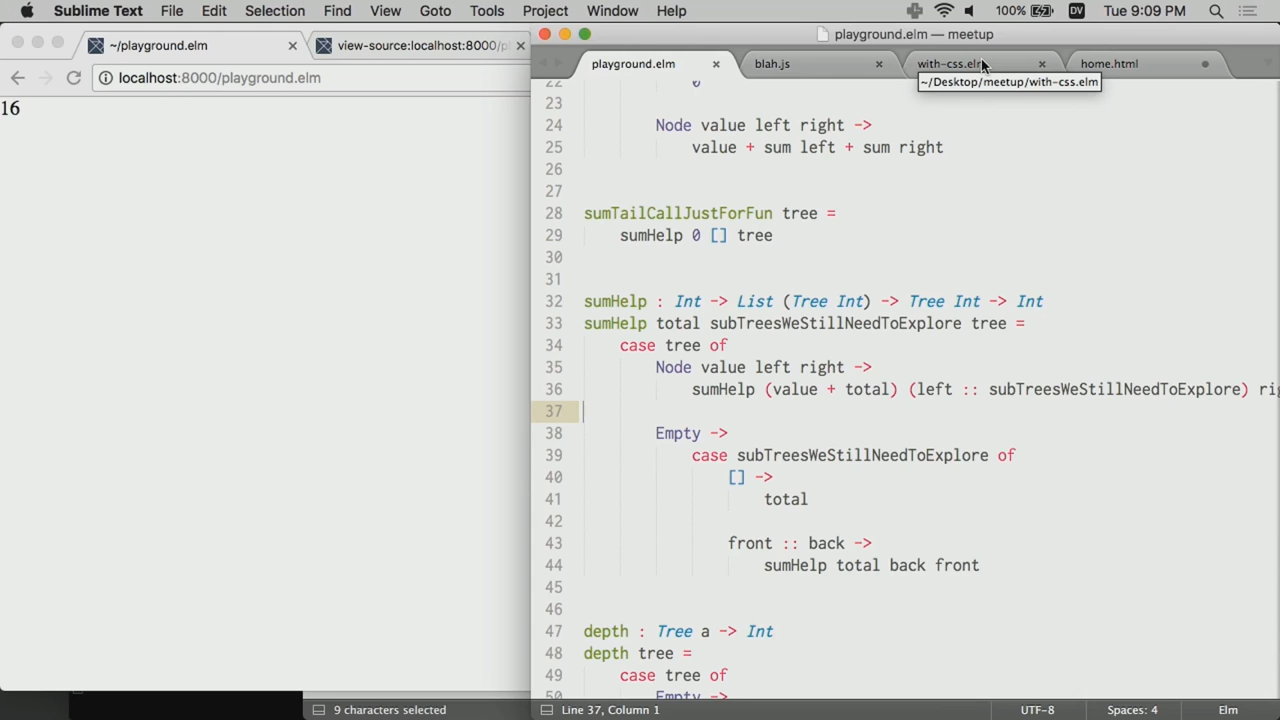 Sublime Text File Edit Selection Find View Goto Tools Project Window Help 100% DV Tue 9:09 PM
~/playground.elm
view-source:localhost:8000/pl
localhost:8000/playground.elm
16
playground.elm — meetup
playground.elm blah.js with-css.elm home.html
~/Desktop/meetup/with-css.elm
22 0
23
24 Node value left right ->
25 value + sum left + sum right
26
27
28 sumTailCallJustForFun tree =
29 sumHelp 0 [] tree
30
31
32 sumHelp : Int -> List (Tree Int) -> Tree Int -> Int
33 sumHelp total subTreesWeStillNeedToExplore tree =
34 case tree of
35 Node value left right ->
36 sumHelp (value + total) (left :: subTreesWeStillNeedToExplore) rig
37
38 Empty ->
39 case subTreesWeStillNeedToExplore of
40 [] ->
41 total
42
43 front :: back ->
44 sumHelp total back front
45
46
47 depth : Tree a -> Int
48 depth tree =
49 case tree of
50 Empty ->
9 characters selected
Line 37, Column 1 UTF-8 Spaces: 4 Elm